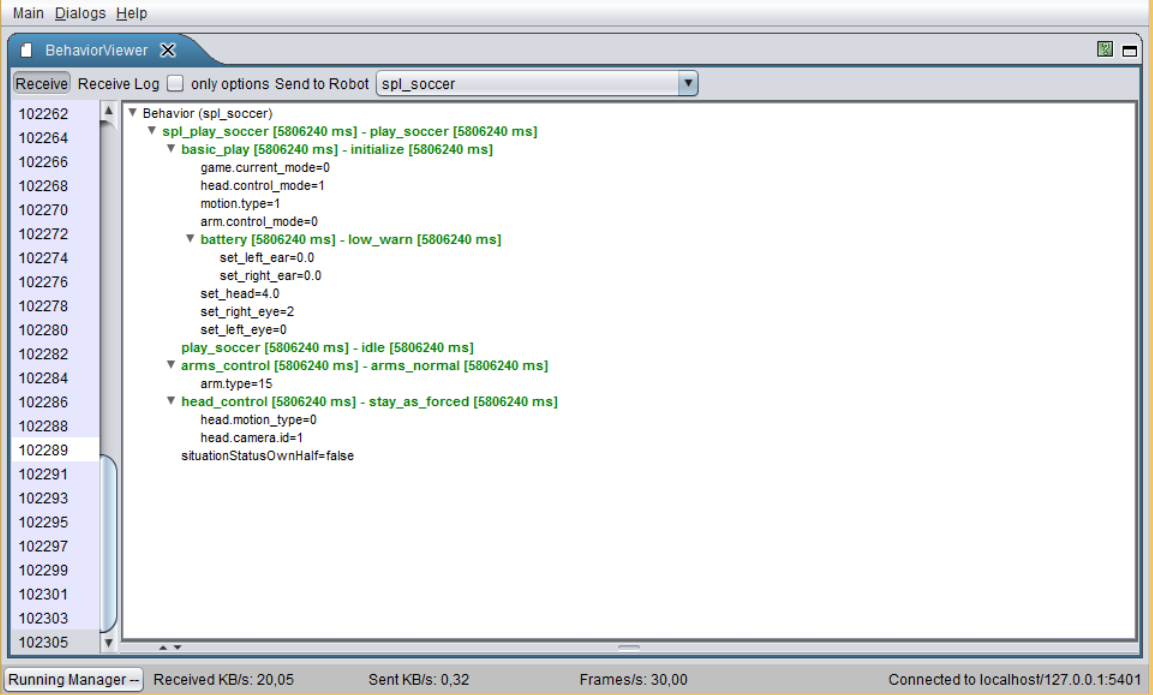 Main Dialogs Help
BehaviorViewer
Receive Receive Log only options Send to Robot spl_soccer
102262
102264
102266
102268
102270
102272
102274
102276
102278
102280
102282
102284
102286
102288
102289
102291
102293
102295
102297
102299
102301
102303
102305
Behavior (spl_soccer)
spl_play_soccer [5806240 ms] - play_soccer [5806240 ms]
basic_play [5806240 ms] - initialize [5806240 ms]
game.current_mode=0
head.control_mode=1
motion.type=1
arm.control_mode=0
battery [5806240 ms] - low_warn [5806240 ms]
set_left_ear=0.0
set_right_ear=0.0
set_head=4.0
set_right_eye=2
set_left_eye=0
play_soccer [5806240 ms] - idle [5806240 ms]
arms_control [5806240 ms] - arms_normal [5806240 ms]
arm.type=15
head_control [5806240 ms] - stay_as_forced [5806240 ms]
head.motion_type=0
head.camera.id=1
situationStatusOwnHalf=false
Running Manager -- Received KB/s: 20,05 Sent KB/s: 0,32 Frames/s: 30,00 Connected to localhost/127.0.0.1:5401